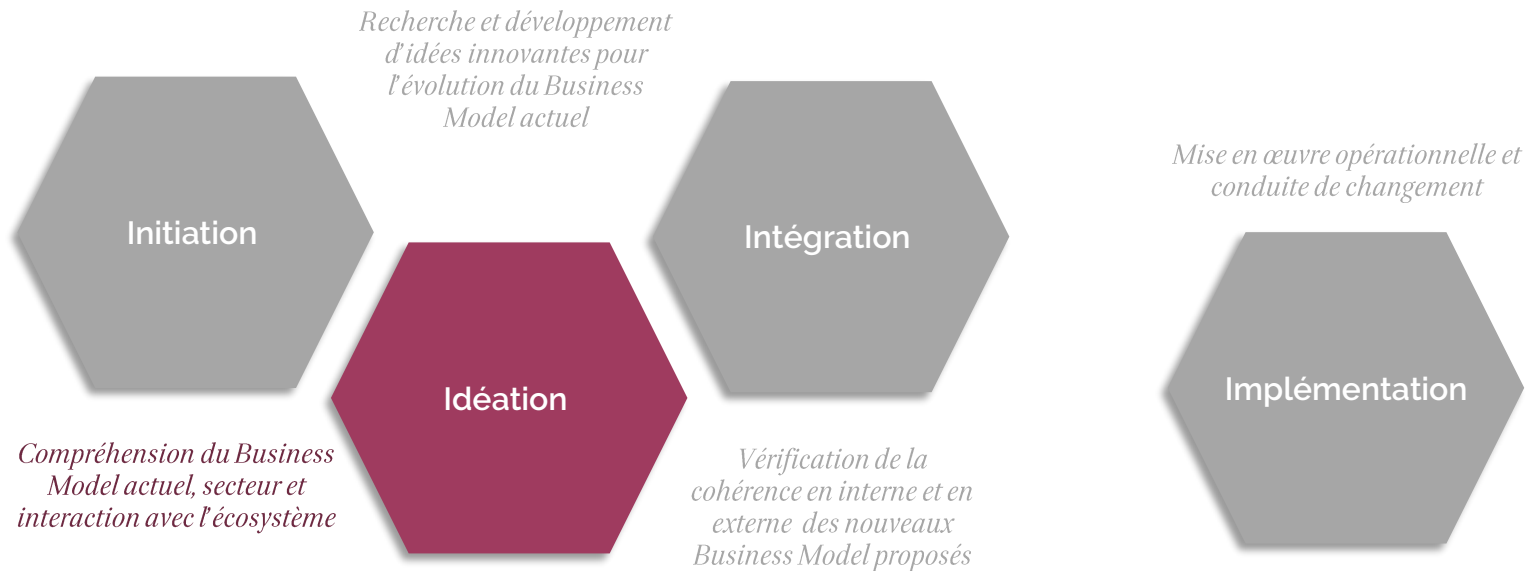 Initiation
Compréhension du Business
Model actuel, secteur et
interaction avec l'écosystème
Recherche et développement
d'idées innovantes pour
l'évolution du Business
Model actuel
Idéation
Intégration
Vérification de la
cohérence en interne et en
externe des nouveaux
Business Model proposés
Mise en œuvre opérationnelle et
conduite de changement
Implémentation